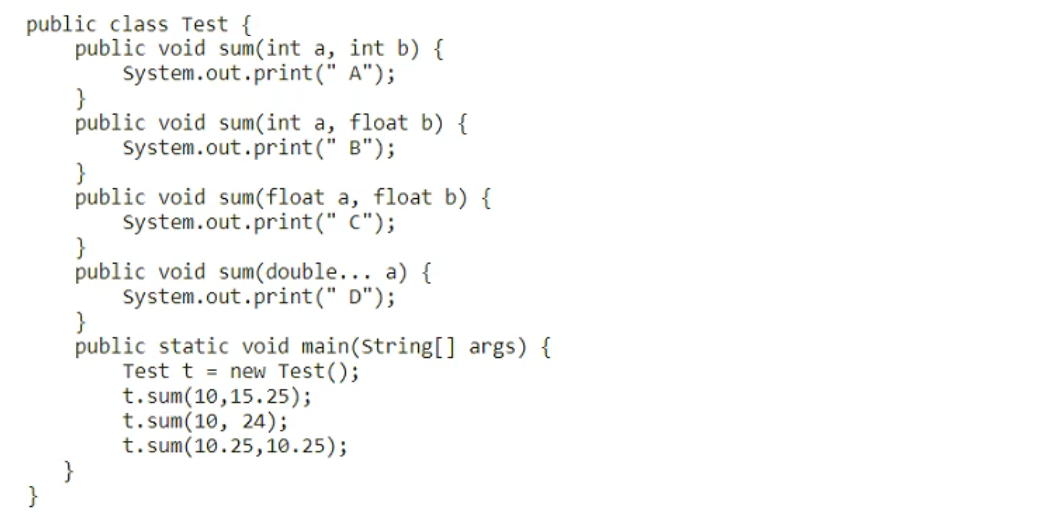 public class Test {
    public void sum(int a, int b) {
        System.out.print(" A");
    }
    public void sum(int a, float b) {
        System.out.print(" B");
    }
    public void sum(float a, float b) {
        System.out.print(" C");
    }
    public void sum(double... a) {
        System.out.print(" D");
    }
    public static void main(String[] args) {
        Test t = new Test();
        t.sum(10,15.25);
        t.sum(10, 24);
        t.sum(10.25,10.25);
   }
}